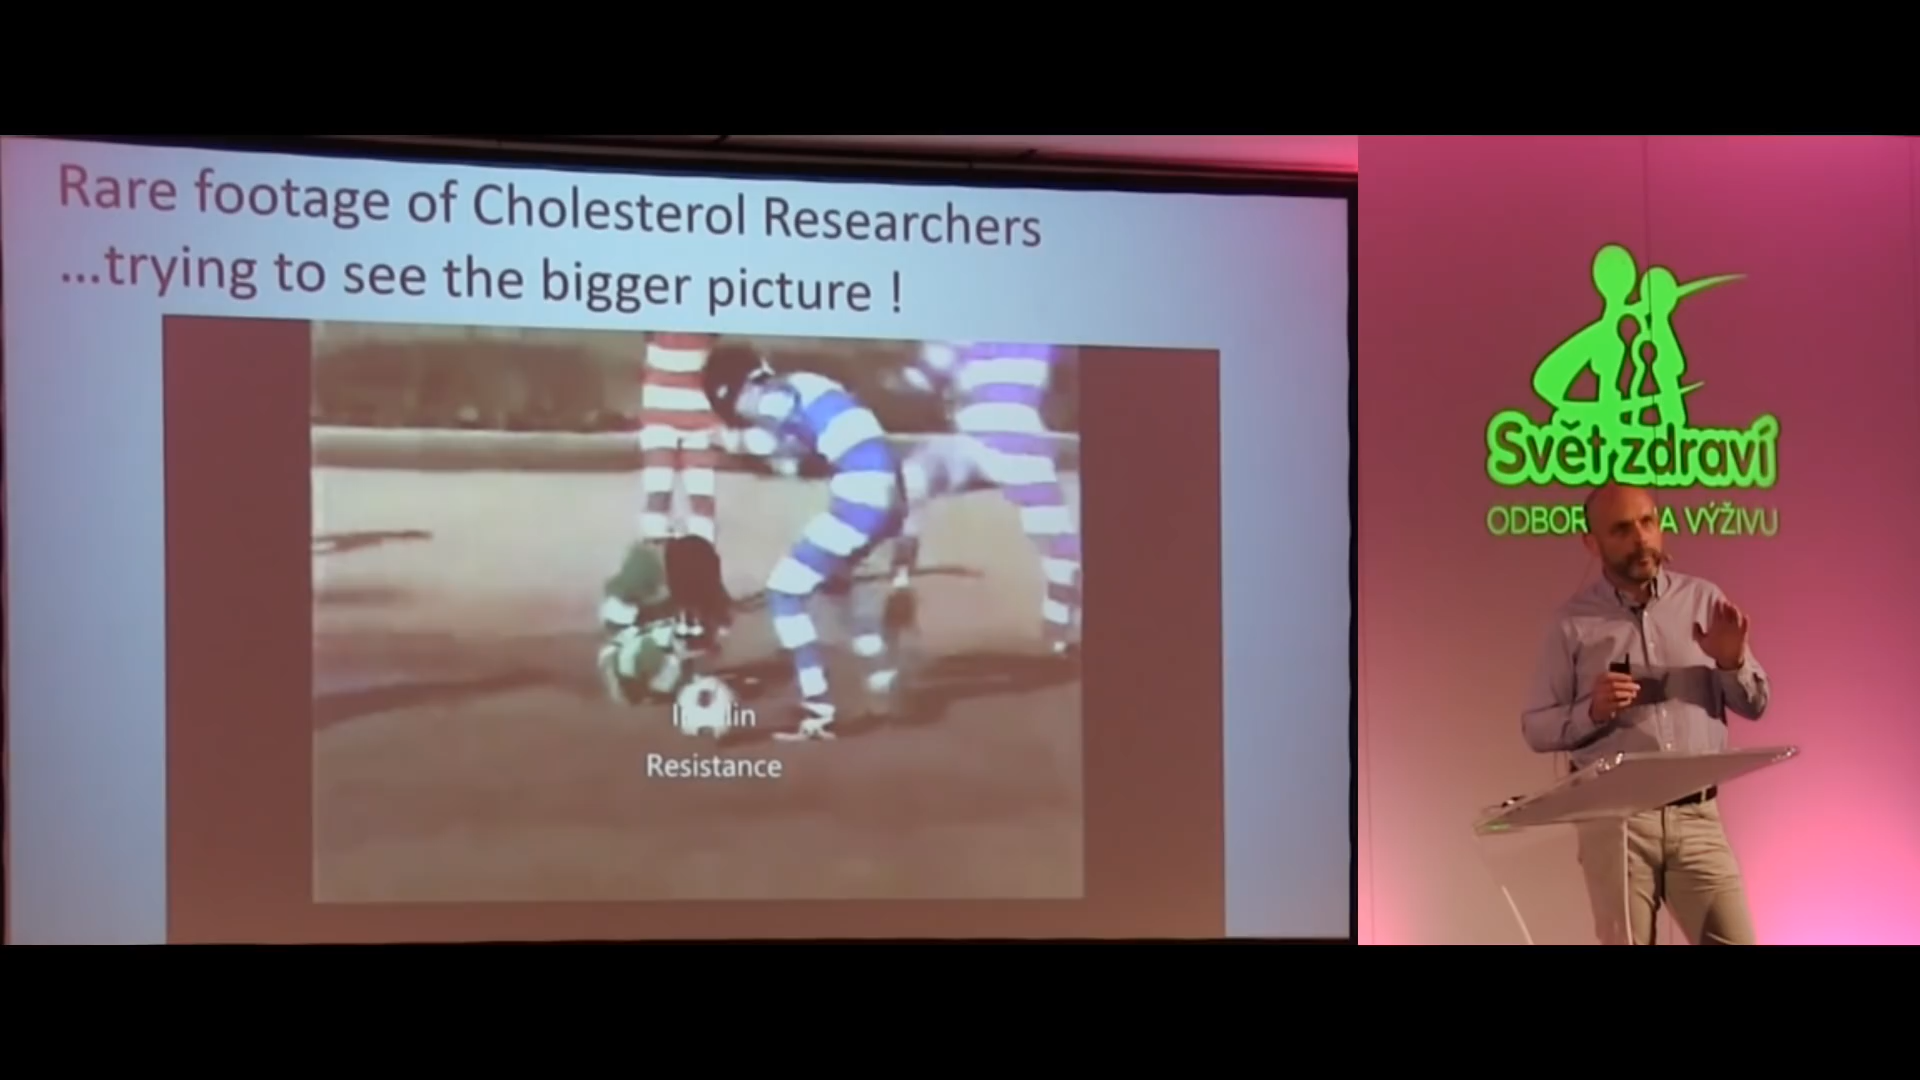 Rare footage of Cholesterol Researchers
...trying to see the bigger picture !
Resistance
Svět zdraví
VÝŽIVU